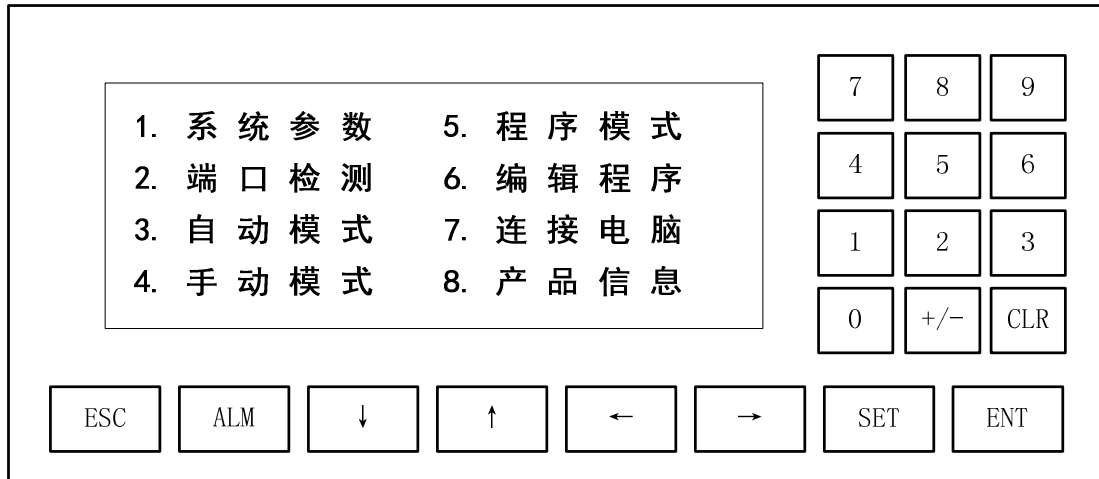 1. 系统参数 5. 程序模式
2. 端口检测 6. 编辑程序
3. 自动模式 7. 连接电脑
4. 手动模式 8. 产品信息
7 8 9
4 5 6
1 2 3
0 +/- CLR
ESC ALM ↓ ↑ ← → SET ENT